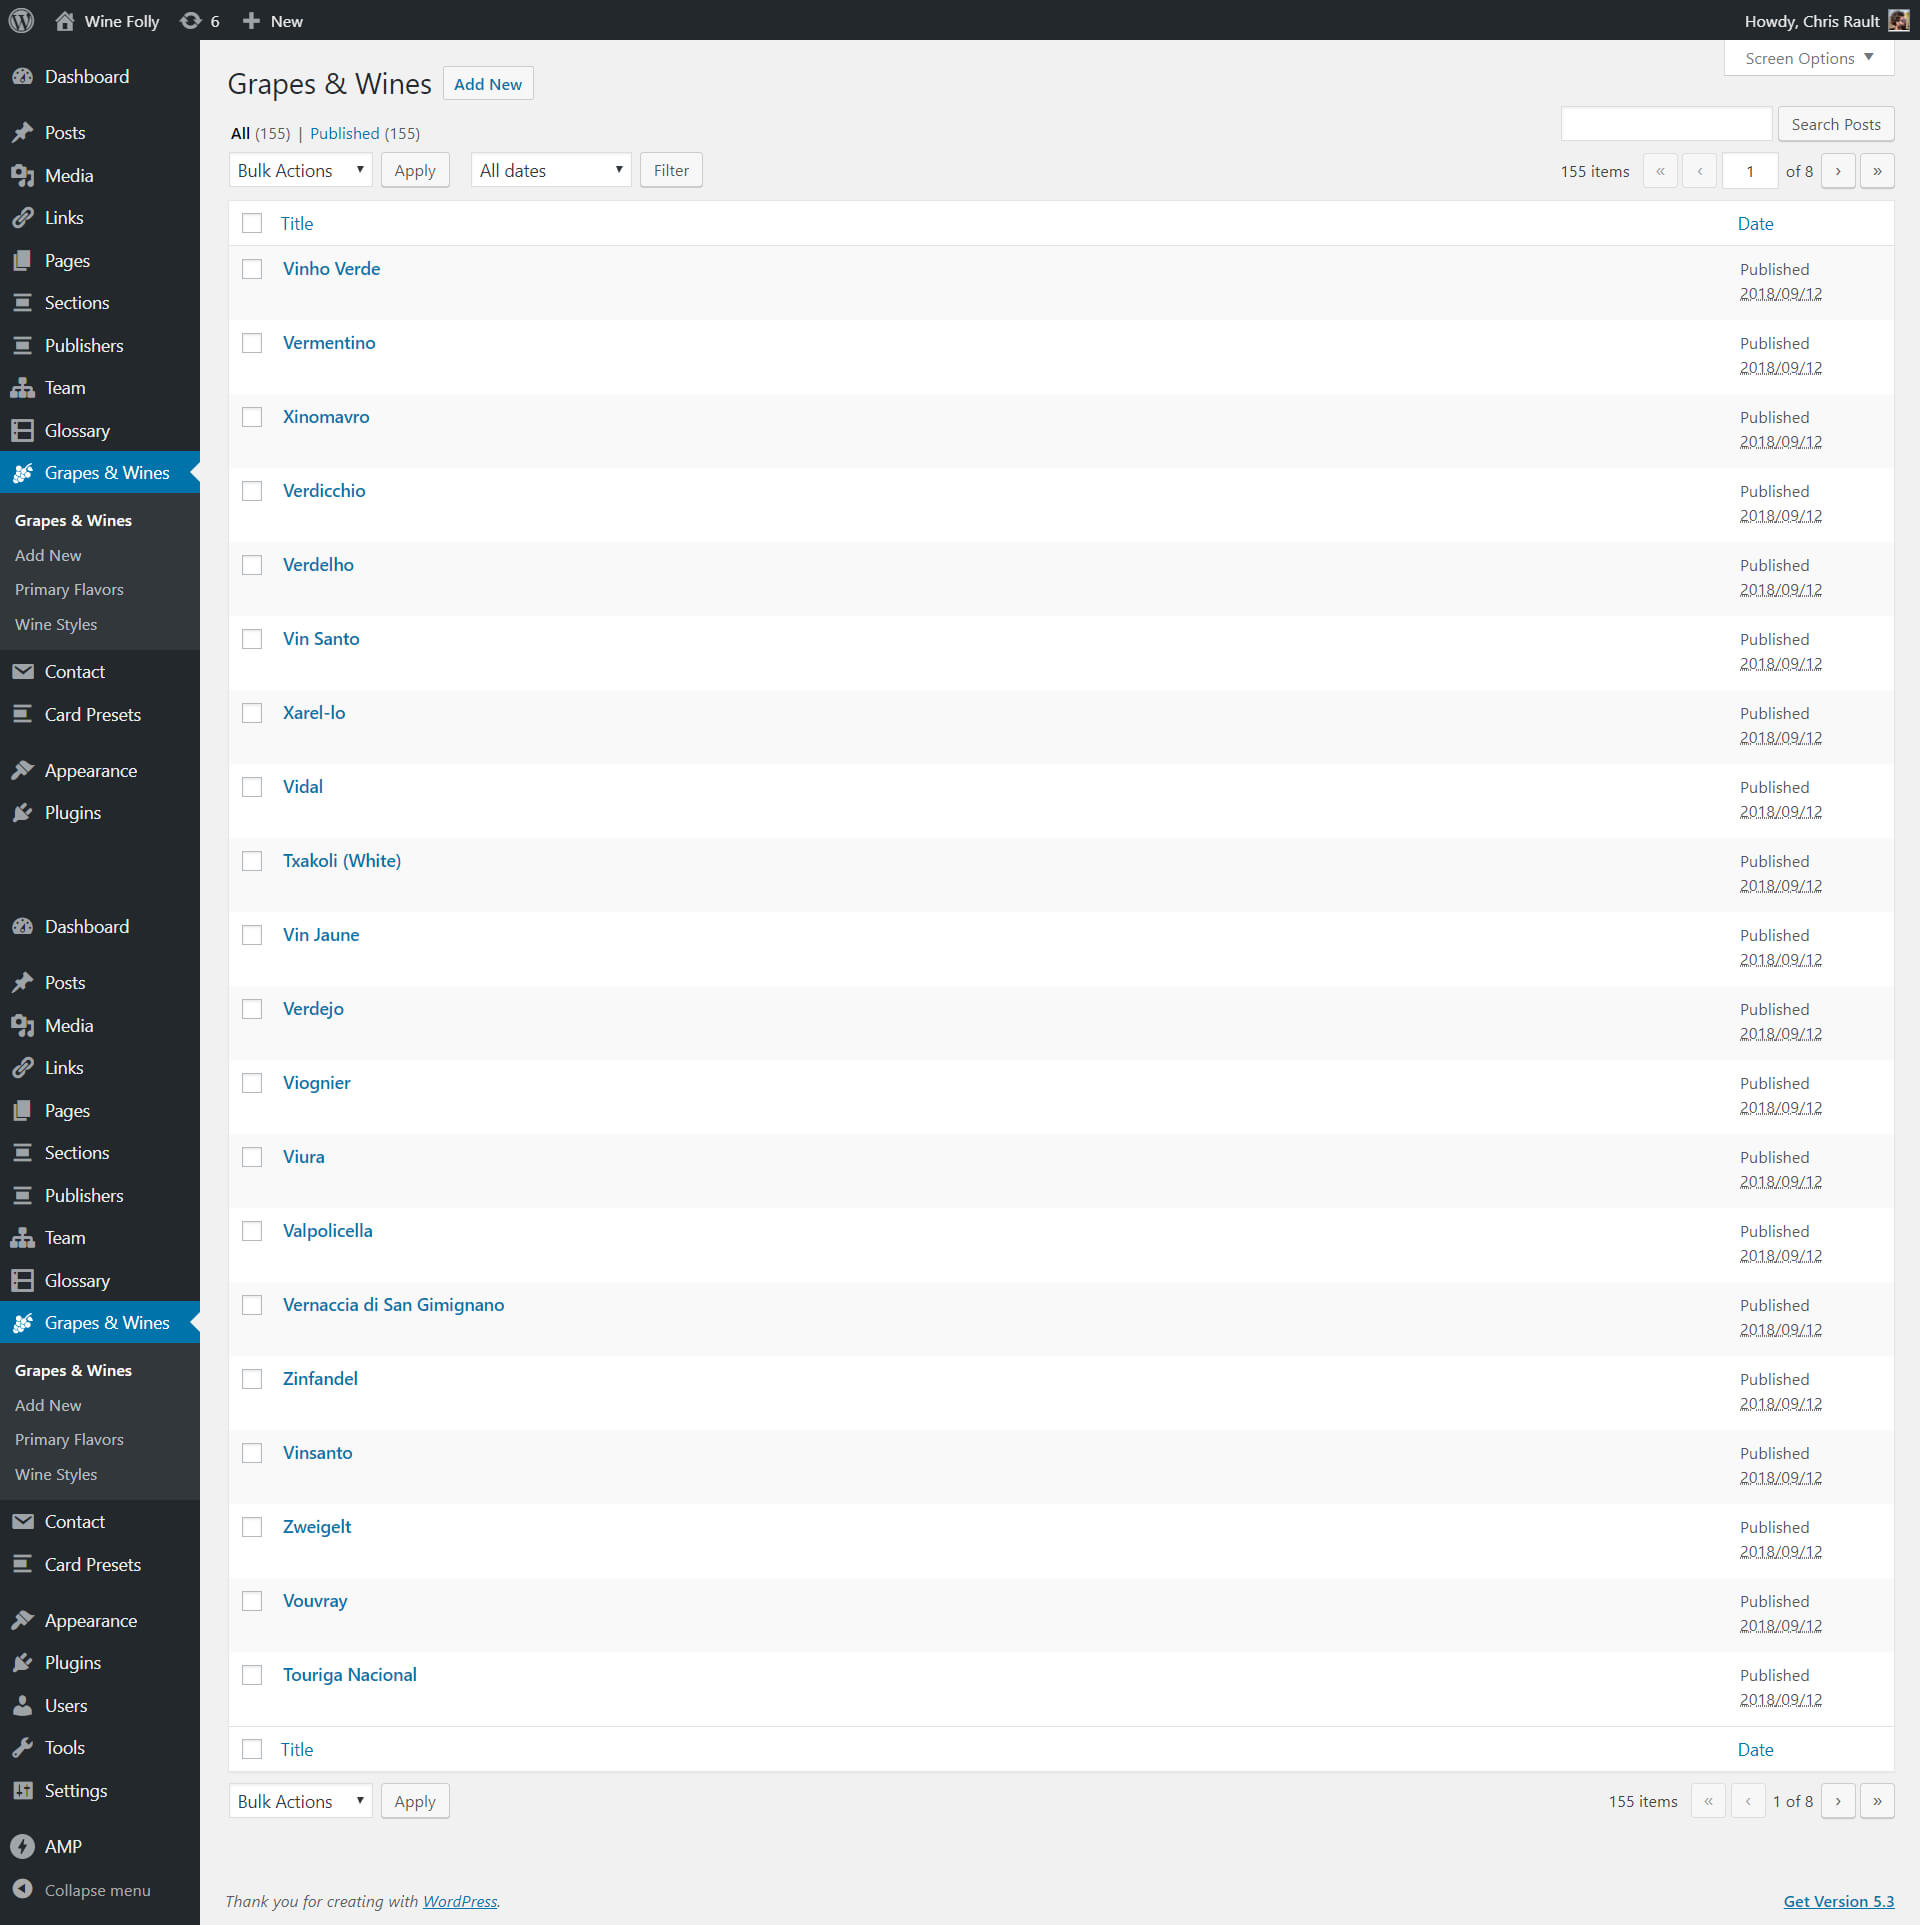 Wine Folly 6 New Howdy, Chris Rault
Dashboard
Posts
Media
Links
Pages
Sections
Publishers
Team
Glossary
Grapes & Wines
Grapes & Wines
Add New
Primary Flavors
Wine Styles
Contact
Card Presets
Appearance
Plugins
Dashboard
Posts
Media
Links
Pages
Sections
Publishers
Team
Glossary
Grapes & Wines
Grapes & Wines
Add New
Primary Flavors
Wine Styles
Contact
Card Presets
Appearance
Plugins
Users
Tools
Settings
AMP
Collapse menu
Screen Options ▼
Grapes & Wines Add New
All (155) | Published (155)
Search Posts
Bulk Actions ▼ Apply All dates ▼ Filter 155 items « ‹ 1 of 8 › »
Title Date
Vinho Verde Published
2018/09/12
Vermentino Published
2018/09/12
Xinomavro Published
2018/09/12
Verdicchio Published
2018/09/12
Verdelho Published
2018/09/12
Vin Santo Published
2018/09/12
Xarel-lo Published
2018/09/12
Vidal Published
2018/09/12
Txakoli (White) Published
2018/09/12
Vin Jaune Published
2018/09/12
Verdejo Published
2018/09/12
Viognier Published
2018/09/12
Viura Published
2018/09/12
Valpolicella Published
2018/09/12
Vernaccia di San Gimignano Published
2018/09/12
Zinfandel Published
2018/09/12
Vinsanto Published
2018/09/12
Zweigelt Published
2018/09/12
Vouvray Published
2018/09/12
Touriga Nacional Published
2018/09/12
Title Date
Bulk Actions ▼ Apply 155 items « ‹ 1 of 8 › »
Thank you for creating with WordPress. Get Version 5.3